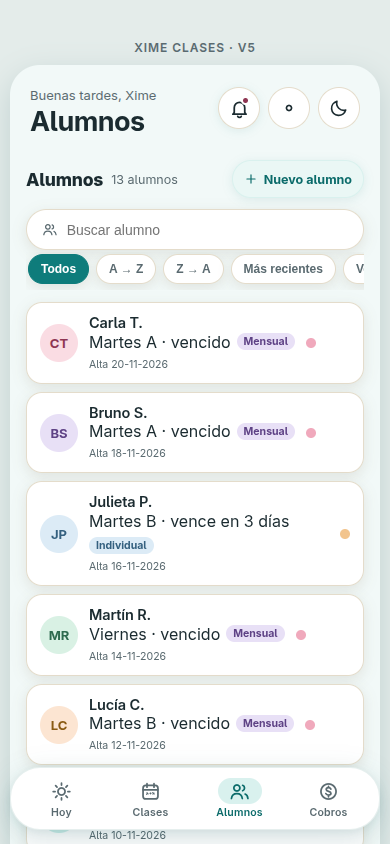 XIME CLASES · V5
Buenas tardes, Xime
Alumnos
Alumnos 13 alumnos
+ Nuevo alumno
Buscar alumno
Todos A → Z Z → A Más recientes V
CT
Carla T.
Martes A · vencido Mensual
Alta 20-11-2026
BS
Bruno S.
Martes A · vencido Mensual
Alta 18-11-2026
JP
Julieta P.
Martes B · vence en 3 días
Individual
Alta 16-11-2026
MR
Martín R.
Viernes · vencido Mensual
Alta 14-11-2026
LC
Lucía C.
Martes B · vencido Mensual
Alta 12-11-2026
Hoy Clases Alumnos Cobros
Alta 10-11-2026